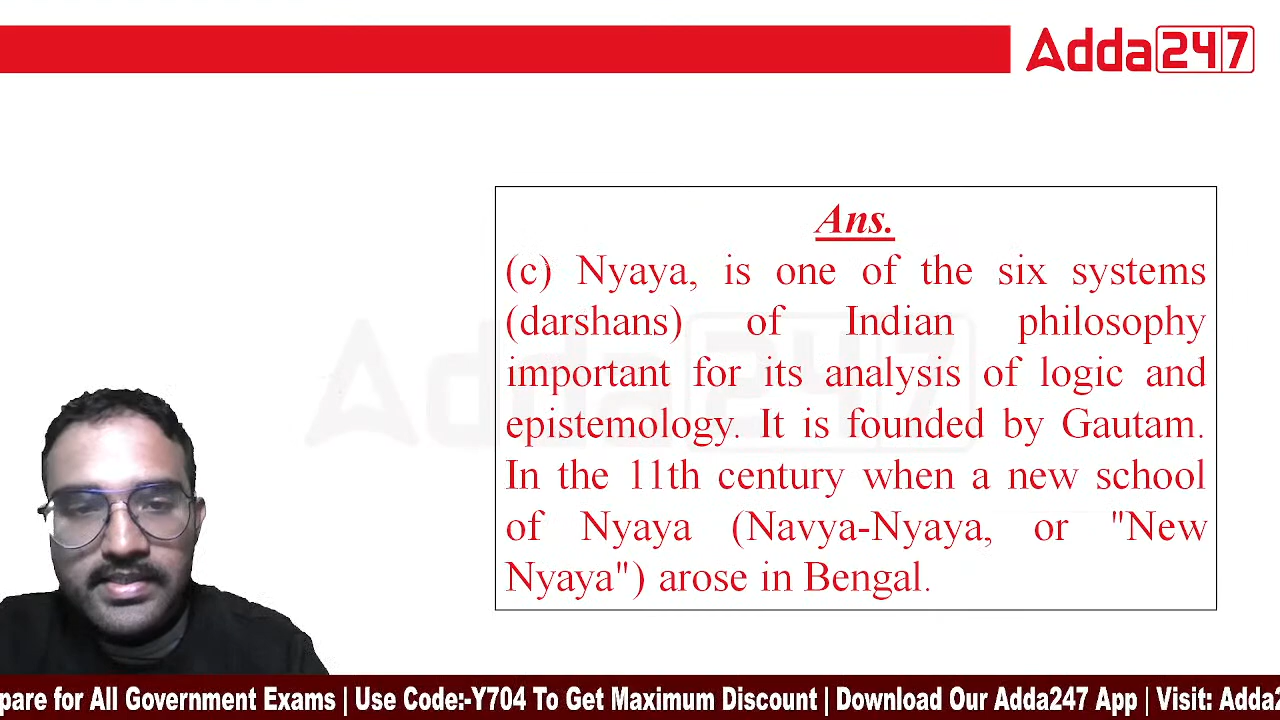 Adda247
Ans.
(c) Nyaya, is one of the six systems
(darshans) of Indian philosophy
important for its analysis of logic and
epistemology. It is founded by Gautam.
In the 11th century when a new school
of Nyaya (Navya-Nyaya, or "New
Nyaya") arose in Bengal.
Adda247
pare for All Government Exams | Use Code:-Y704 To Get Maximum Discount | Download Our Adda247 App | Visit: Adda2